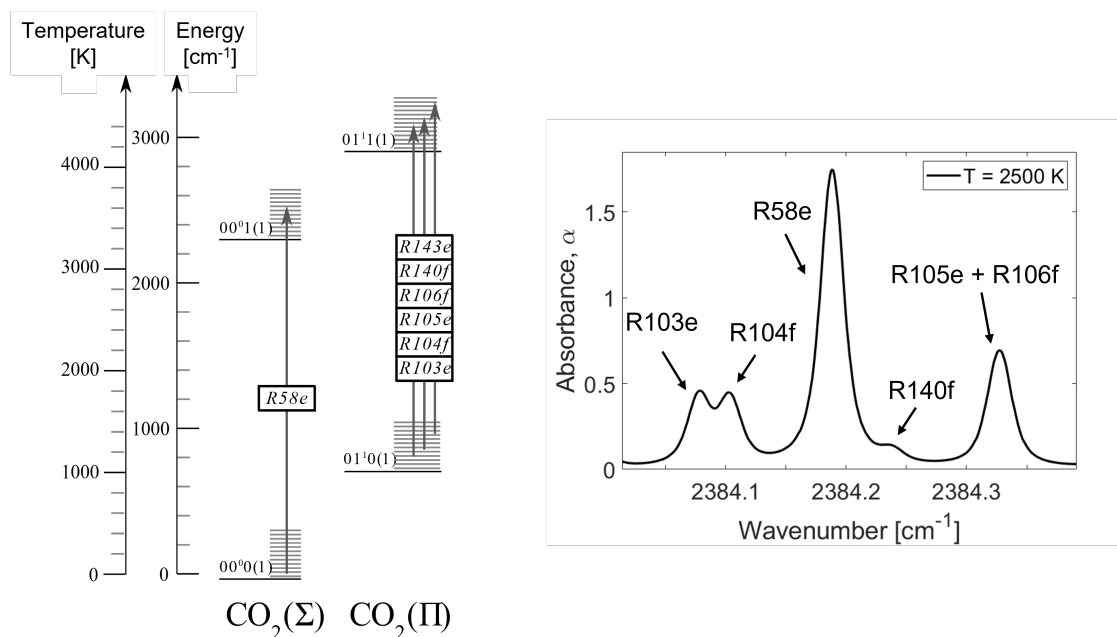 Temperature
[K]
Energy
[cm⁻¹]
4000
3000
2000
1000
0
3000
2000
1000
0
00⁰1(1)
00⁰0(1)
R58e
CO₂(Σ)
01¹1(1)
01¹0(1)
R143e
R140f
R106f
R105e
R104f
R103e
CO₂(Π)
T = 2500 K
R58e
R105e + R106f
R103e
R104f
R140f
Absorbance, α
1.5
1
0.5
0
2384.1
2384.2
2384.3
Wavenumber [cm⁻¹]